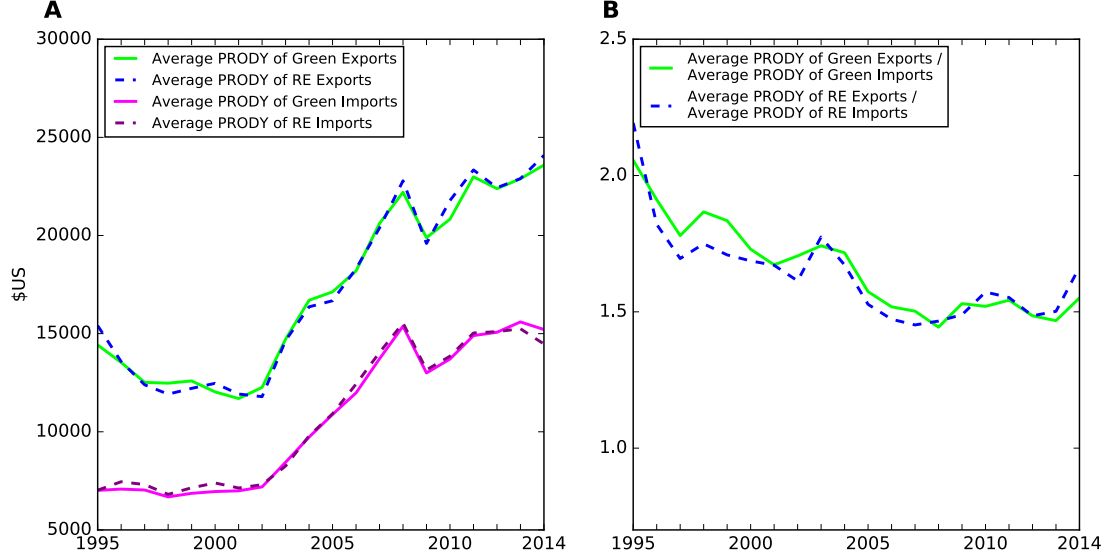 A
30000
25000
20000
15000
10000
5000
$US
1995
2000
2005
2010
2014
Average PRODY of Green Exports
Average PRODY of RE Exports
Average PRODY of Green Imports
Average PRODY of RE Imports
B
2.5
2.0
1.5
1.0
1995
2000
2005
2010
2014
Average PRODY of Green Exports /
Average PRODY of Green Imports
Average PRODY of RE Exports /
Average PRODY of RE Imports